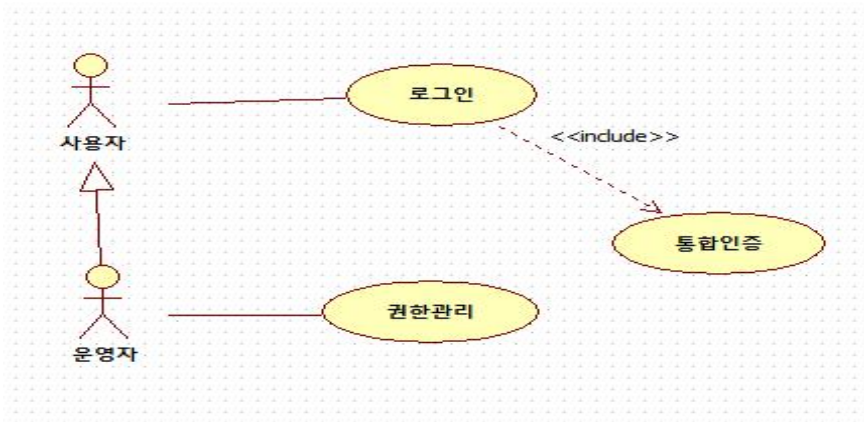 로그인
사용자
<<include>>
통합인증
권한관리
운영자